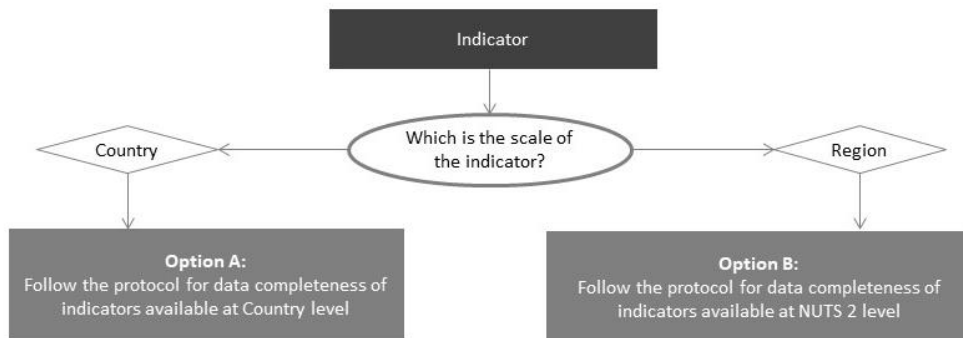 Indicator
Which is the scale of
the indicator?
Country
Region
Option A:
Follow the protocol for data completeness of
indicators available at Country level
Option B:
Follow the protocol for data completeness of
indicators available at NUTS 2 level